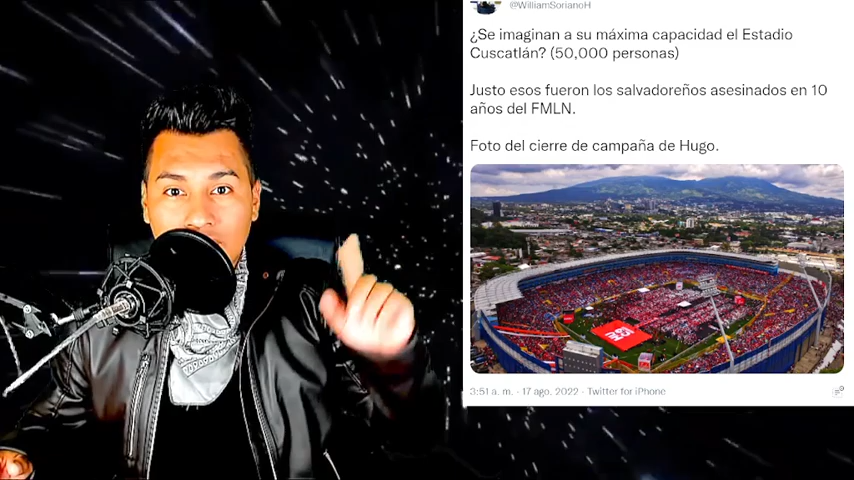 @WilliamSorianoH
¿Se imaginan a su máxima capacidad el Estadio
Cuscatlán? (50,000 personas)
Justo esos fueron los salvadoreños asesinados en 10
años del FMLN.
Foto del cierre de campaña de Hugo.
3:51 a. m. · 17 ago. 2022 · Twitter for iPhone